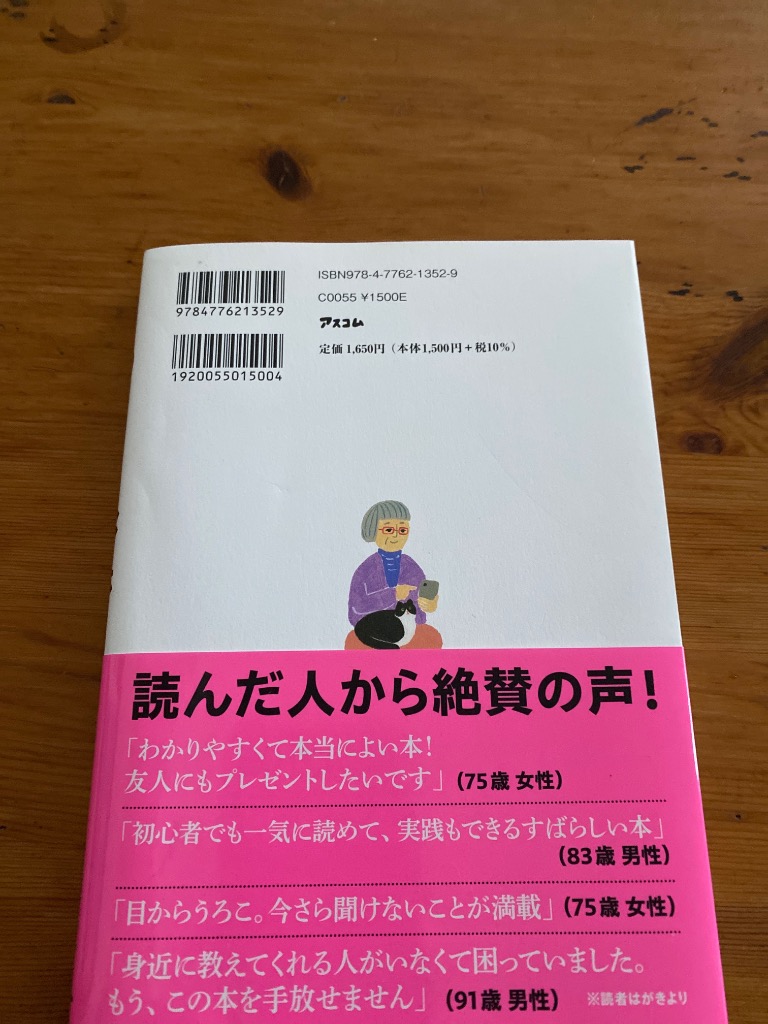 ISBN978-4-7762-1352-9
9784776213529
C0055 ¥1500E
アスコム
定価 1,650円（本体1,500円＋税10%）
1920055015004
読んだ人から絶賛の声！
「わかりやすくて本当によい本！
友人にもプレゼントしたいです」（75歳 女性）
「初心者でも一気に読めて、実践もできるすばらしい本」
（83歳 男性）
「目からうろこ。今さら聞けないことが満載」（75歳 女性）
「身近に教えてくれる人がいなくて困っていました。
もう、この本を手放せません」（91歳 男性） ※読者はがきより